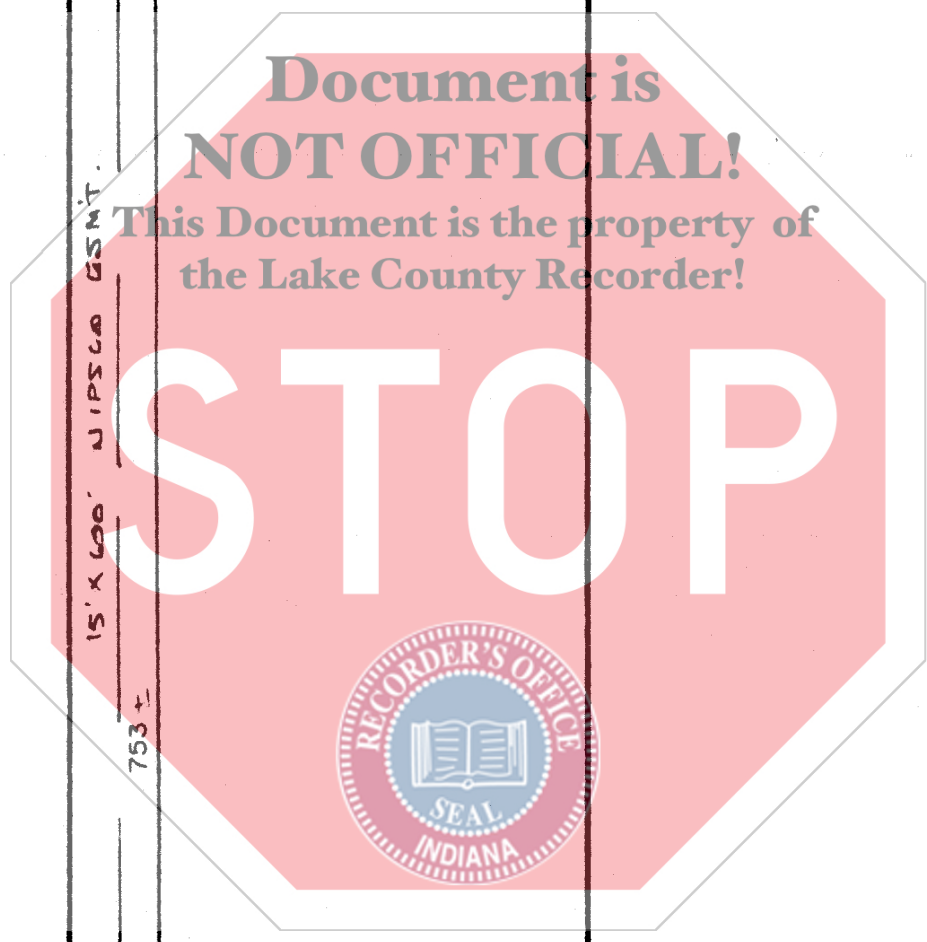 Document is
NOT OFFICIAL!
This Document is the property of
the Lake County Recorder!
STOP
RECORDER'S OFFICE
SEAL
INDIANA
15' X 600' NIPSCO ESM'T.
753 ±